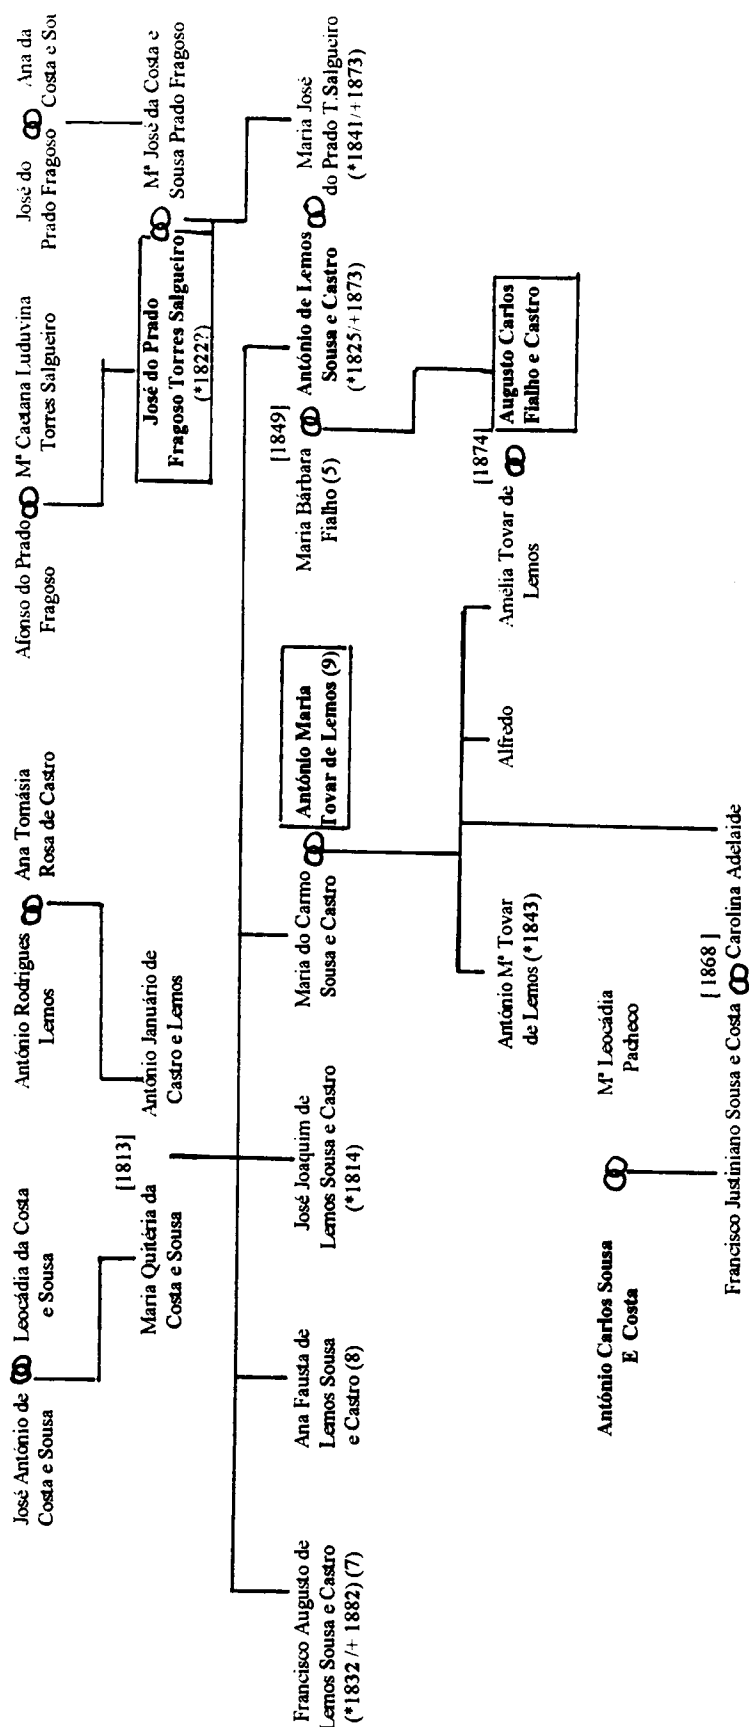 José António de
Costa e Sousa
Leocádia da Costa
e Sousa
António Rodrigues
Lemos
Ana Tomásia
Rosa de Castro
Afonso do Prado
Fragoso
Mª Caetana Luduvina
Torres Salgueiro
José do
Prado Fragoso
Ana da
Costa e Sou
Maria Quitéria da
Costa e Sousa
[1813]
António Januário de
Castro e Lemos
José do Prado
Fragoso Torres Salgueiro
(*1822?)
Mª José da Costa e
Sousa Prado Fragoso
Francisco Augusto de
Lemos Sousa e Castro
(*1832 /+ 1882) (7)
Ana Fausta de
Lemos Sousa
e Castro (8)
José Joaquim de
Lemos Sousa e Castro
(*1814)
Maria do Carmo
Sousa e Castro
António Maria
Tovar de Lemos (9)
Maria Bárbara
Fialho (5)
[1849]
António de Lemos
Sousa e Castro
(*1825/+1873)
Maria José
do Prado T.Salgueiro
(*1841/+1873)
António Mª Tovar
de Lemos (*1843)
Alfredo
Amélia Tovar de
Lemos
[1874]
Augusto Carlos
Fialho e Castro
António Carlos Sousa
E Costa
Mª Leocádia
Pacheco
[1868]
Francisco Justiniano Sousa e Costa
Carolina Adelaide